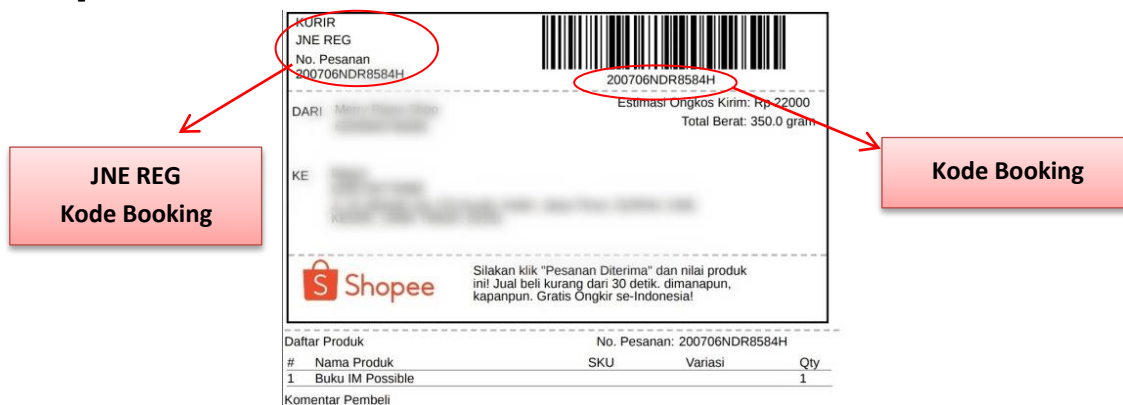 KURIR
JNE REG
No. Pesanan
200706NDR8584H
200706NDR8584H
Estimasi Ongkos Kirim: Rp 22000
Total Berat: 350.0 gram
DARI
KE
JNE REG
Kode Booking
Kode Booking
Shopee
Silakan klik "Pesanan Diterima" dan nilai produk
ini! Jual beli kurang dari 30 detik. dimanapun,
kapanpun. Gratis Ongkir se-Indonesia!
Daftar Produk No. Pesanan: 200706NDR8584H
# Nama Produk SKU Variasi Qty
1 Buku IM Possible 1
Komentar Pembeli